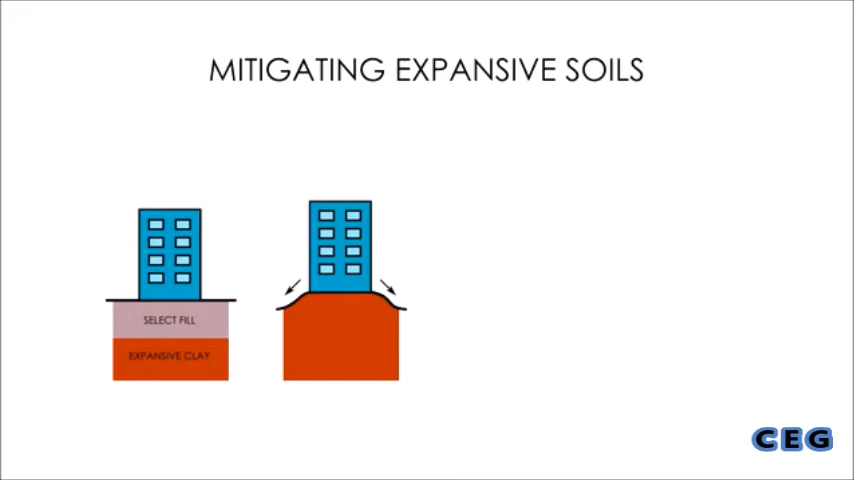 MITIGATING EXPANSIVE SOILS
SELECT FILL
EXPANSIVE CLAY
CEG